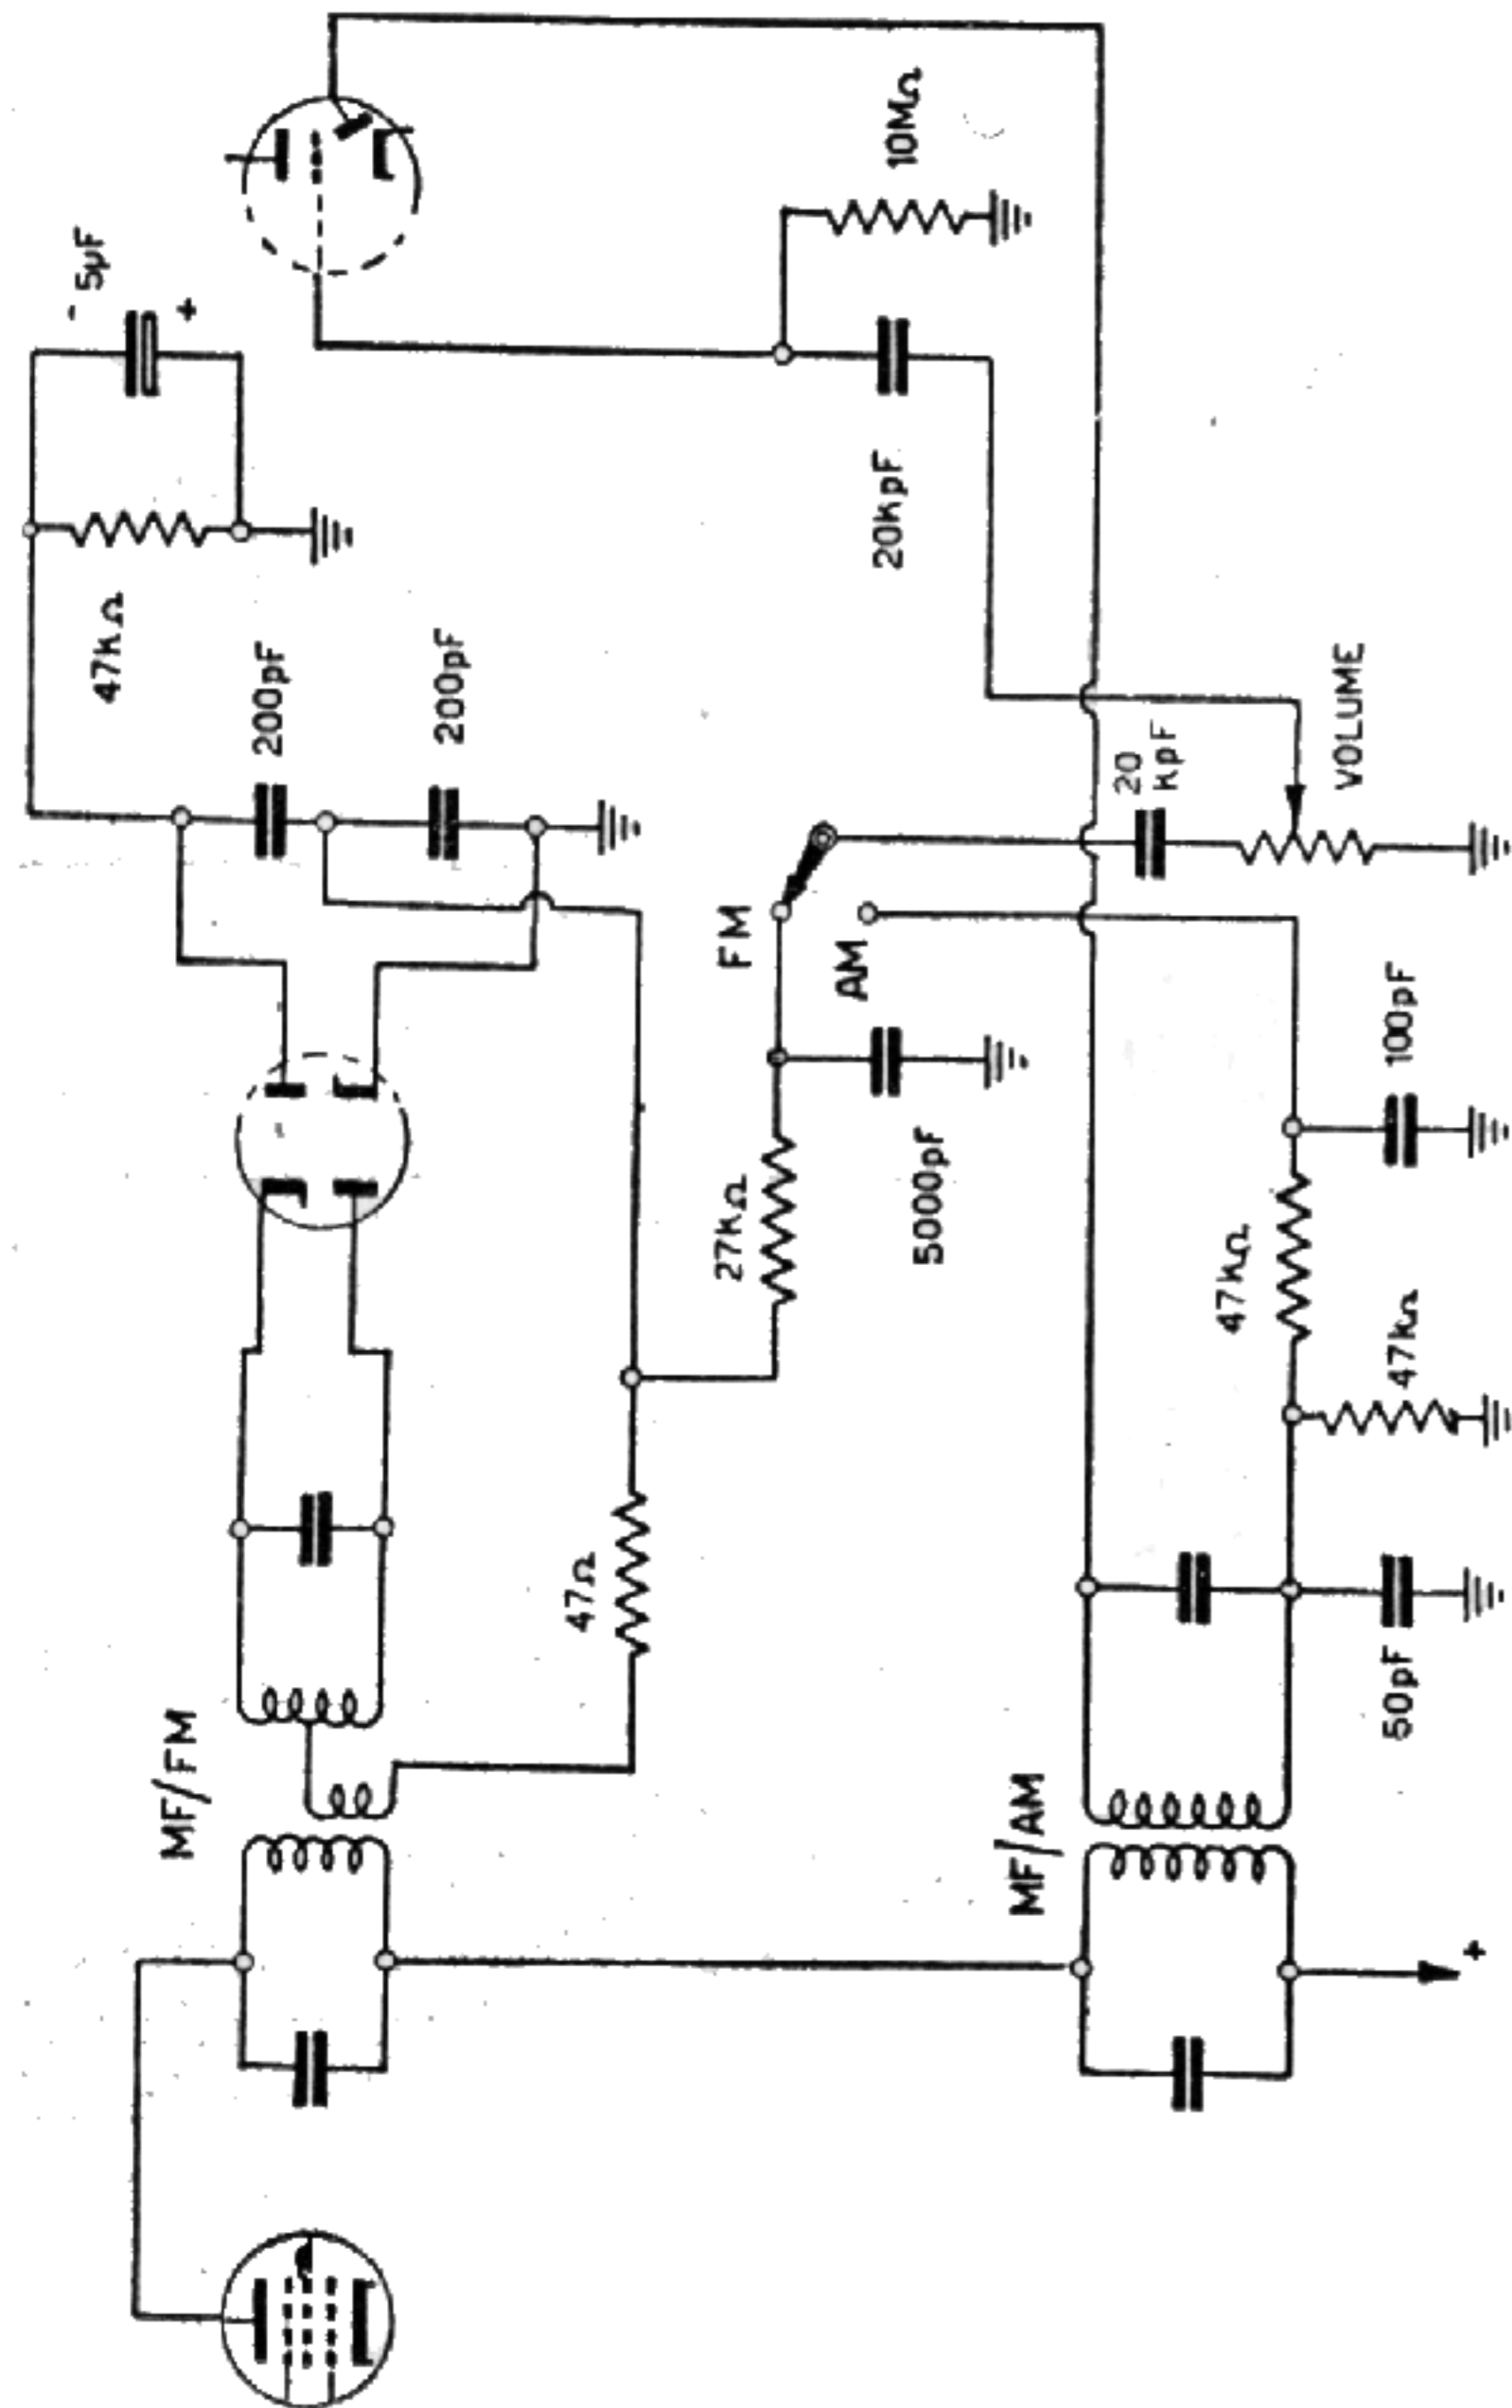 MF/FM
5µF
+
47kΩ
200pF
200pF
47Ω
27kΩ
5000pF
FM
AM
10MΩ
20kpF
MF/AM
+
50pF
47kΩ
47kΩ
100pF
20
kpF
VOLUME